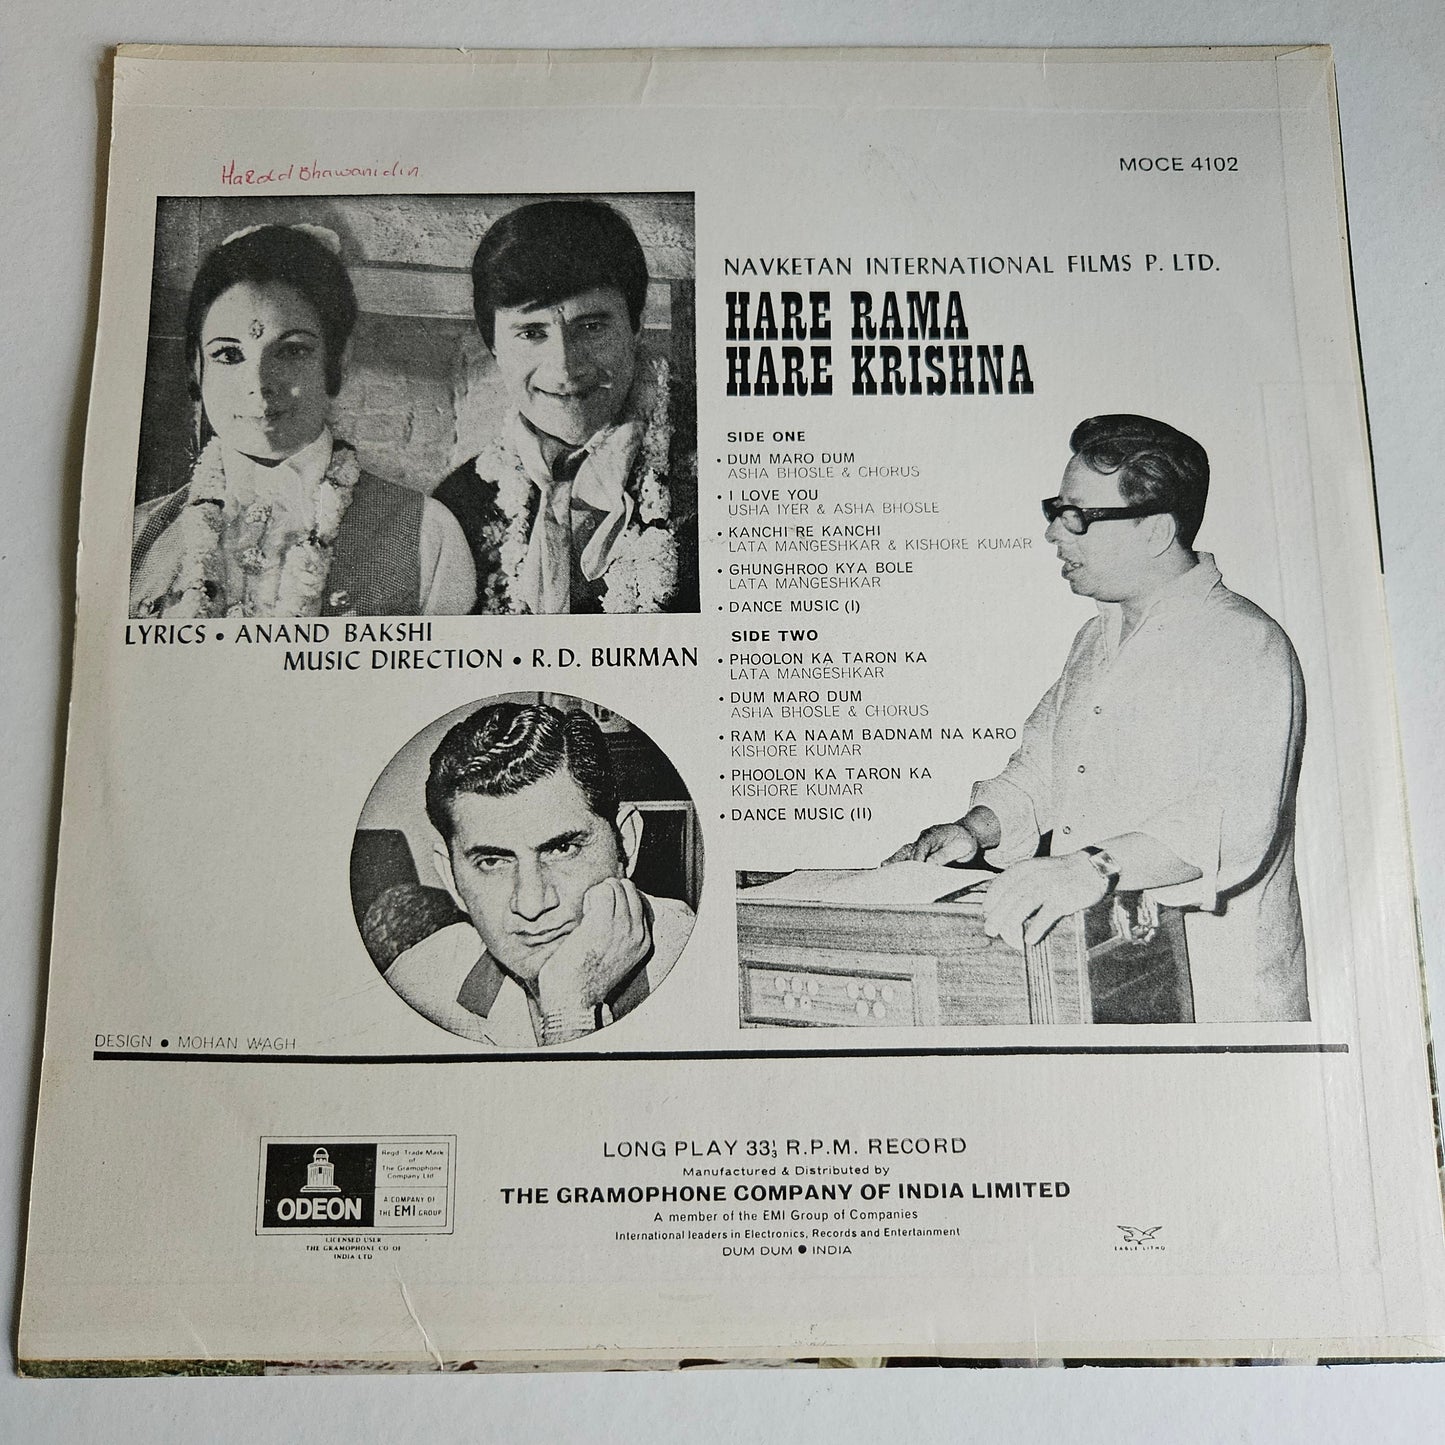 Harold Bhawanidin
MOCE 4102
NAVKETAN INTERNATIONAL FILMS P. LTD.
HARE RAMA
HARE KRISHNA
SIDE ONE
• DUM MARO DUM
ASHA BHOSLE & CHORUS
• I LOVE YOU
USHA IYER & ASHA BHOSLE
• KANCHI RE KANCHI
LATA MANGESHKAR & KISHORE KUMAR
• GHUNGHROO KYA BOLE
LATA MANGESHKAR
• DANCE MUSIC (I)
SIDE TWO
• PHOOLON KA TARON KA
LATA MANGESHKAR
• DUM MARO DUM
ASHA BHOSLE & CHORUS
• RAM KA NAAM BADNAM NA KARO
KISHORE KUMAR
• PHOOLON KA TARON KA
KISHORE KUMAR
• DANCE MUSIC (II)
LYRICS • ANAND BAKSHI
MUSIC DIRECTION • R. D. BURMAN
DESIGN • MOHAN WAGH
ODEON
Regd. Trade Mark
of
The Gramophone
Company Ltd.
A COMPANY OF
THE EMI GROUP
LICENSED USER
THE GRAMOPHONE CO OF
INDIA LTD
LONG PLAY 33⅓ R.P.M. RECORD
Manufactured & Distributed by
THE GRAMOPHONE COMPANY OF INDIA LIMITED
A member of the EMI Group of Companies
International leaders in Electronics, Records and Entertainment
DUM DUM • INDIA
EAGLE LITHO